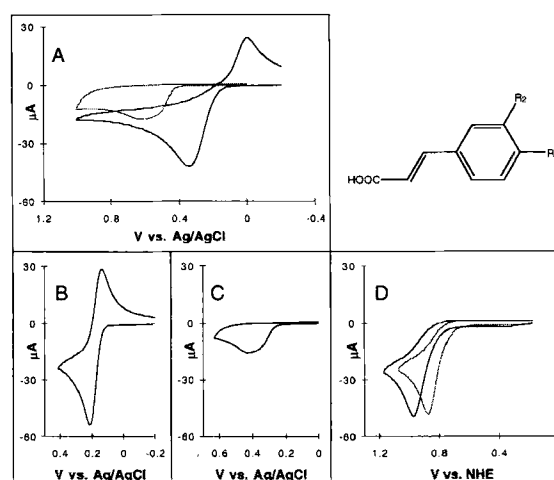 30
A
0
μA
-30
-60
1.2 0.8 0.4 0 -0.4
V vs. Ag/AgCl
R₂
R
HOOC
30
B
0
μA
-30
-60
0.4 0.2 0 -0.2
V vs. Ag/AgCl
30
C
0
μA
-30
-60
0.6 0.4 0.2 0
V vs. Ag/AgCl
30
D
0
μA
-30
-60
1.2 0.8 0.4
V vs. NHE